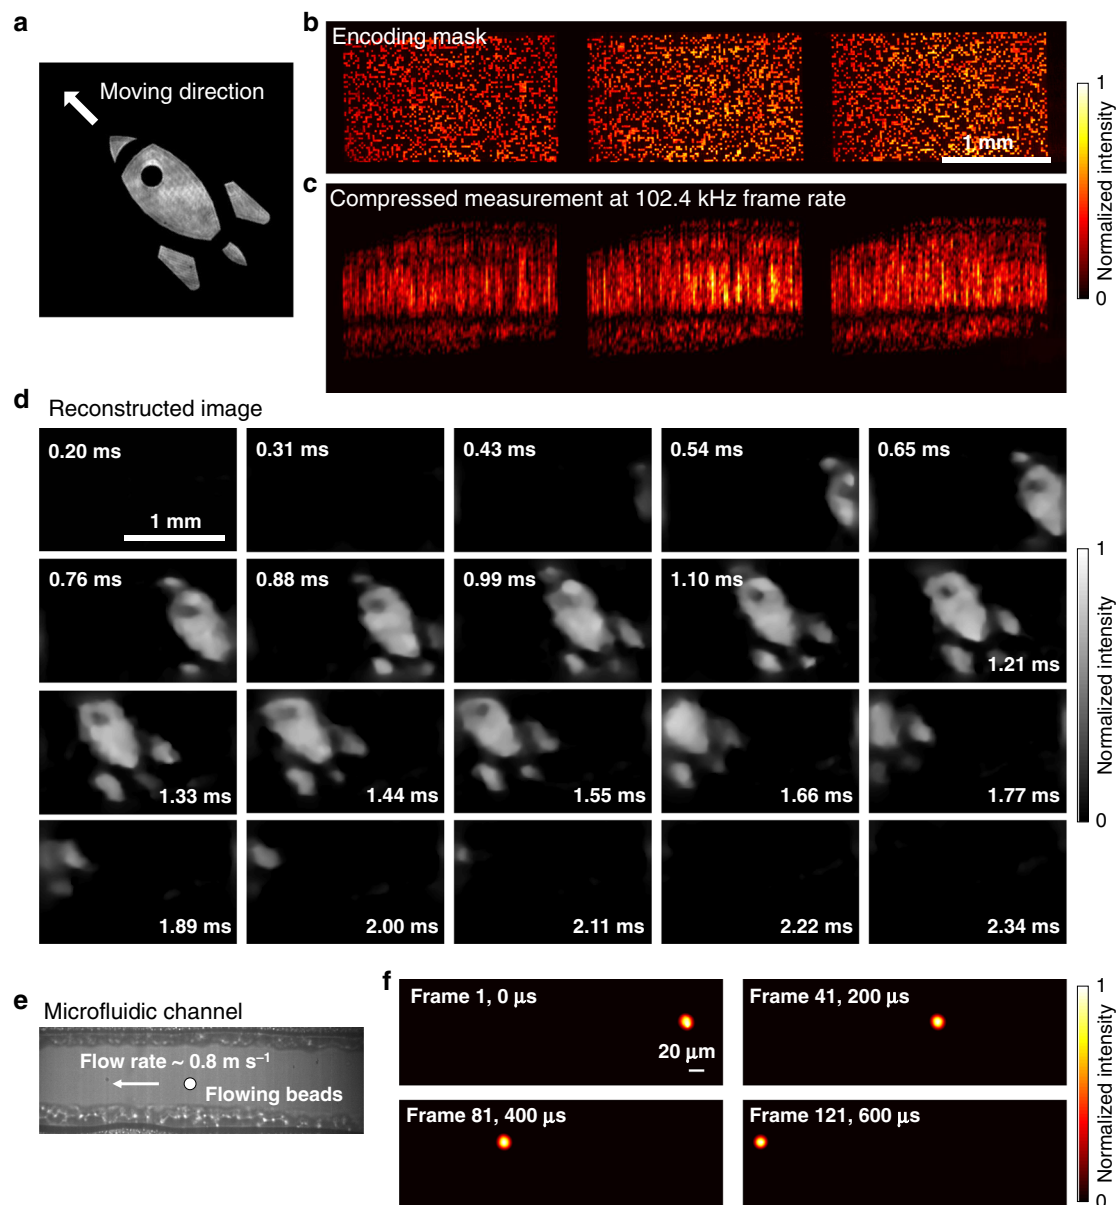 a
Moving direction
b
Encoding mask
1 mm
c
Compressed measurement at 102.4 kHz frame rate
1
Normalized intensity
0
d
Reconstructed image
0.20 ms
1 mm
0.31 ms
0.43 ms
0.54 ms
0.65 ms
0.76 ms
0.88 ms
0.99 ms
1.10 ms
1.21 ms
1.33 ms
1.44 ms
1.55 ms
1.66 ms
1.77 ms
1.89 ms
2.00 ms
2.11 ms
2.22 ms
2.34 ms
1
Normalized intensity
0
e
Microfluidic channel
Flow rate ~ 0.8 m s⁻¹
Flowing beads
f
Frame 1, 0 μs
20 μm
Frame 41, 200 μs
Frame 81, 400 μs
Frame 121, 600 μs
1
Normalized intensity
0